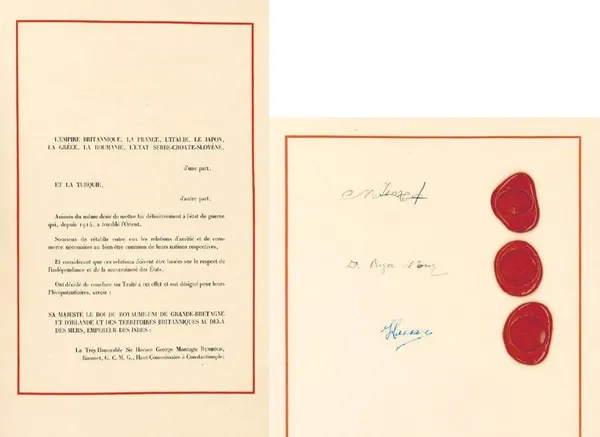 L'EMPIRE BRITANNIQUE, LA FRANCE, L'ITALIE, LE JAPON,
LA GRÈCE, LA ROUMANIE, L'ETAT SERBE-CROATE-SLOVÈNE,
d'une part,
ET LA TURQUIE,
d'autre part,
Animés du même désir de mettre fin définitivement à l'état de guerre
qui, depuis 1914, a troublé l'Orient,
Soucieux de rétablir entre eux les relations d'amitié et de com-
merce nécessaires au bien-être commun de leurs nations respectives,
Et considérant que ces relations doivent être basées sur le respect de
l'indépendance et de la souveraineté des États,
Ont décidé de conclure un Traité à cet effet et ont désigné pour leurs
Plénipotentiaires, savoir :
SA MAJESTÉ LE ROI DU ROYAUME-UNI DE GRANDE-BRETAGNE
ET D'IRLANDE ET DES TERRITOIRES BRITANNIQUES AU DELÀ
DES MERS, EMPEREUR DES INDES :
Le Très Honorable Sir Horace George Montagu RUMBOLD,
Baronet, G. C. M. G., Haut-Commissaire à Constantinople;